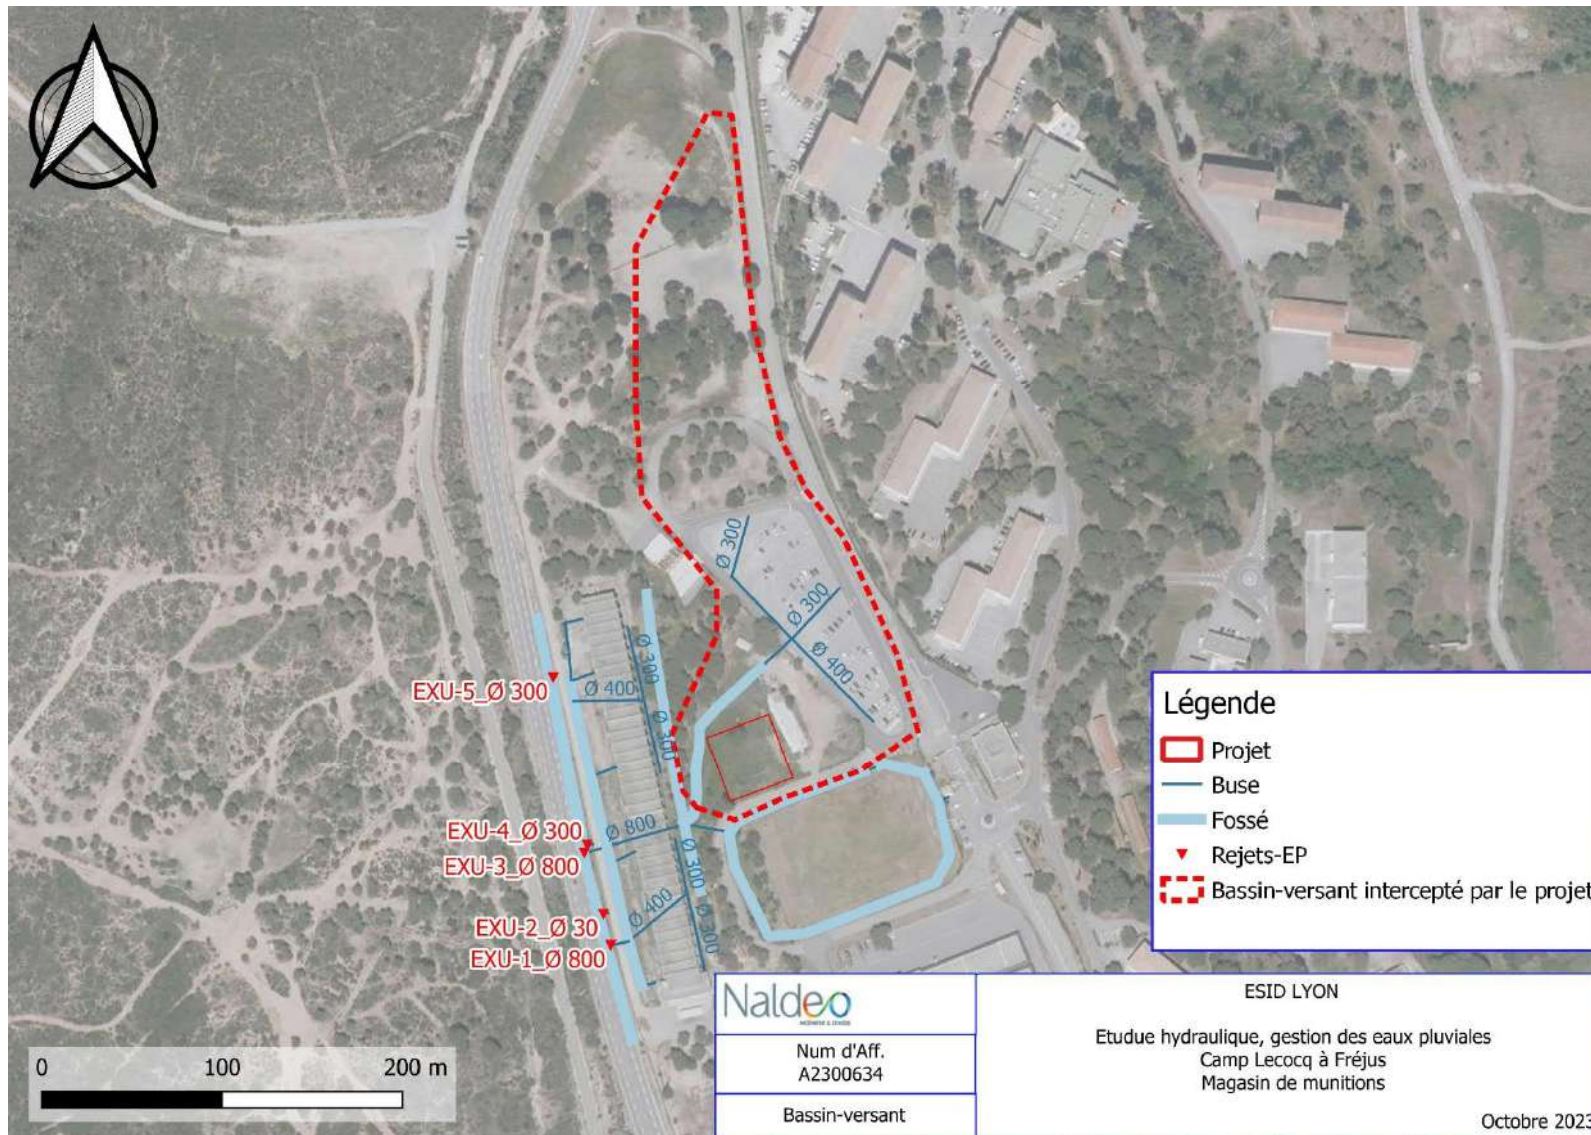 Ø 300
Ø 300
Ø 400
Ø 300
Ø 400
Ø 300
EXU-5_Ø 300
EXU-4_Ø 300
Ø 800
EXU-3_Ø 800
Ø 300
Ø 400
EXU-2_Ø 30
Ø 300
EXU-1_Ø 800
Légende
Projet
Buse
Fossé
Rejets-EP
Bassin-versant intercepté par le projet
0 100 200 m
Naldeo
Num d'Aff.
A2300634
Bassin-versant
ESID LYON
Etudue hydraulique, gestion des eaux pluviales
Camp Lecocq à Fréjus
Magasin de munitions
Octobre 2023